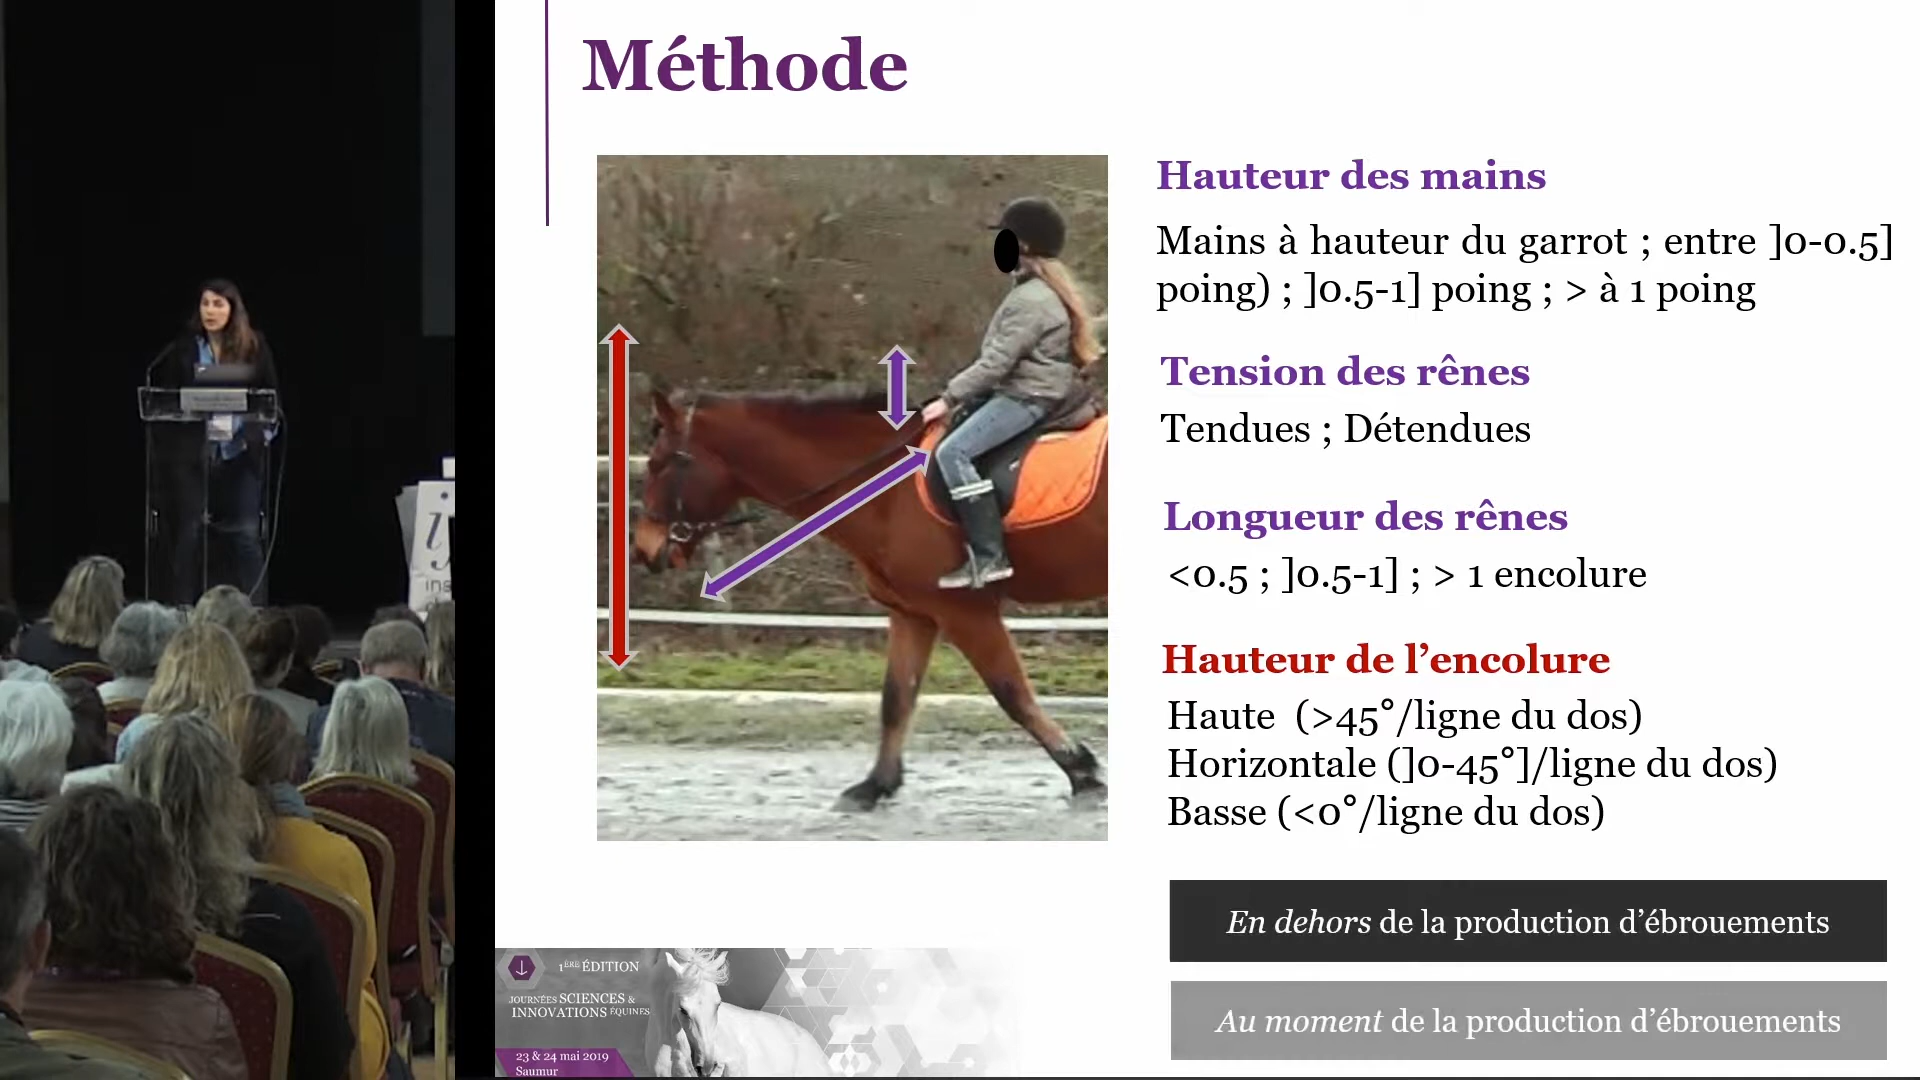 Méthode
Hauteur des mains
Mains à hauteur du garrot ; entre ]0-0.5]
poing) ; ]0.5-1] poing ; > à 1 poing
Tension des rênes
Tendues ; Détendues
Longueur des rênes
<0.5 ; ]0.5-1] ; > 1 encolure
Hauteur de l’encolure
Haute (>45°/ligne du dos)
Horizontale (]0-45°]/ligne du dos)
Basse (<0°/ligne du dos)
En dehors de la production d’ébrouements
Au moment de la production d’ébrouements
1ÈRE ÉDITION
JOURNÉES SCIENCES &
INNOVATIONS ÉQUINES
23 & 24 mai 2019
Saumur